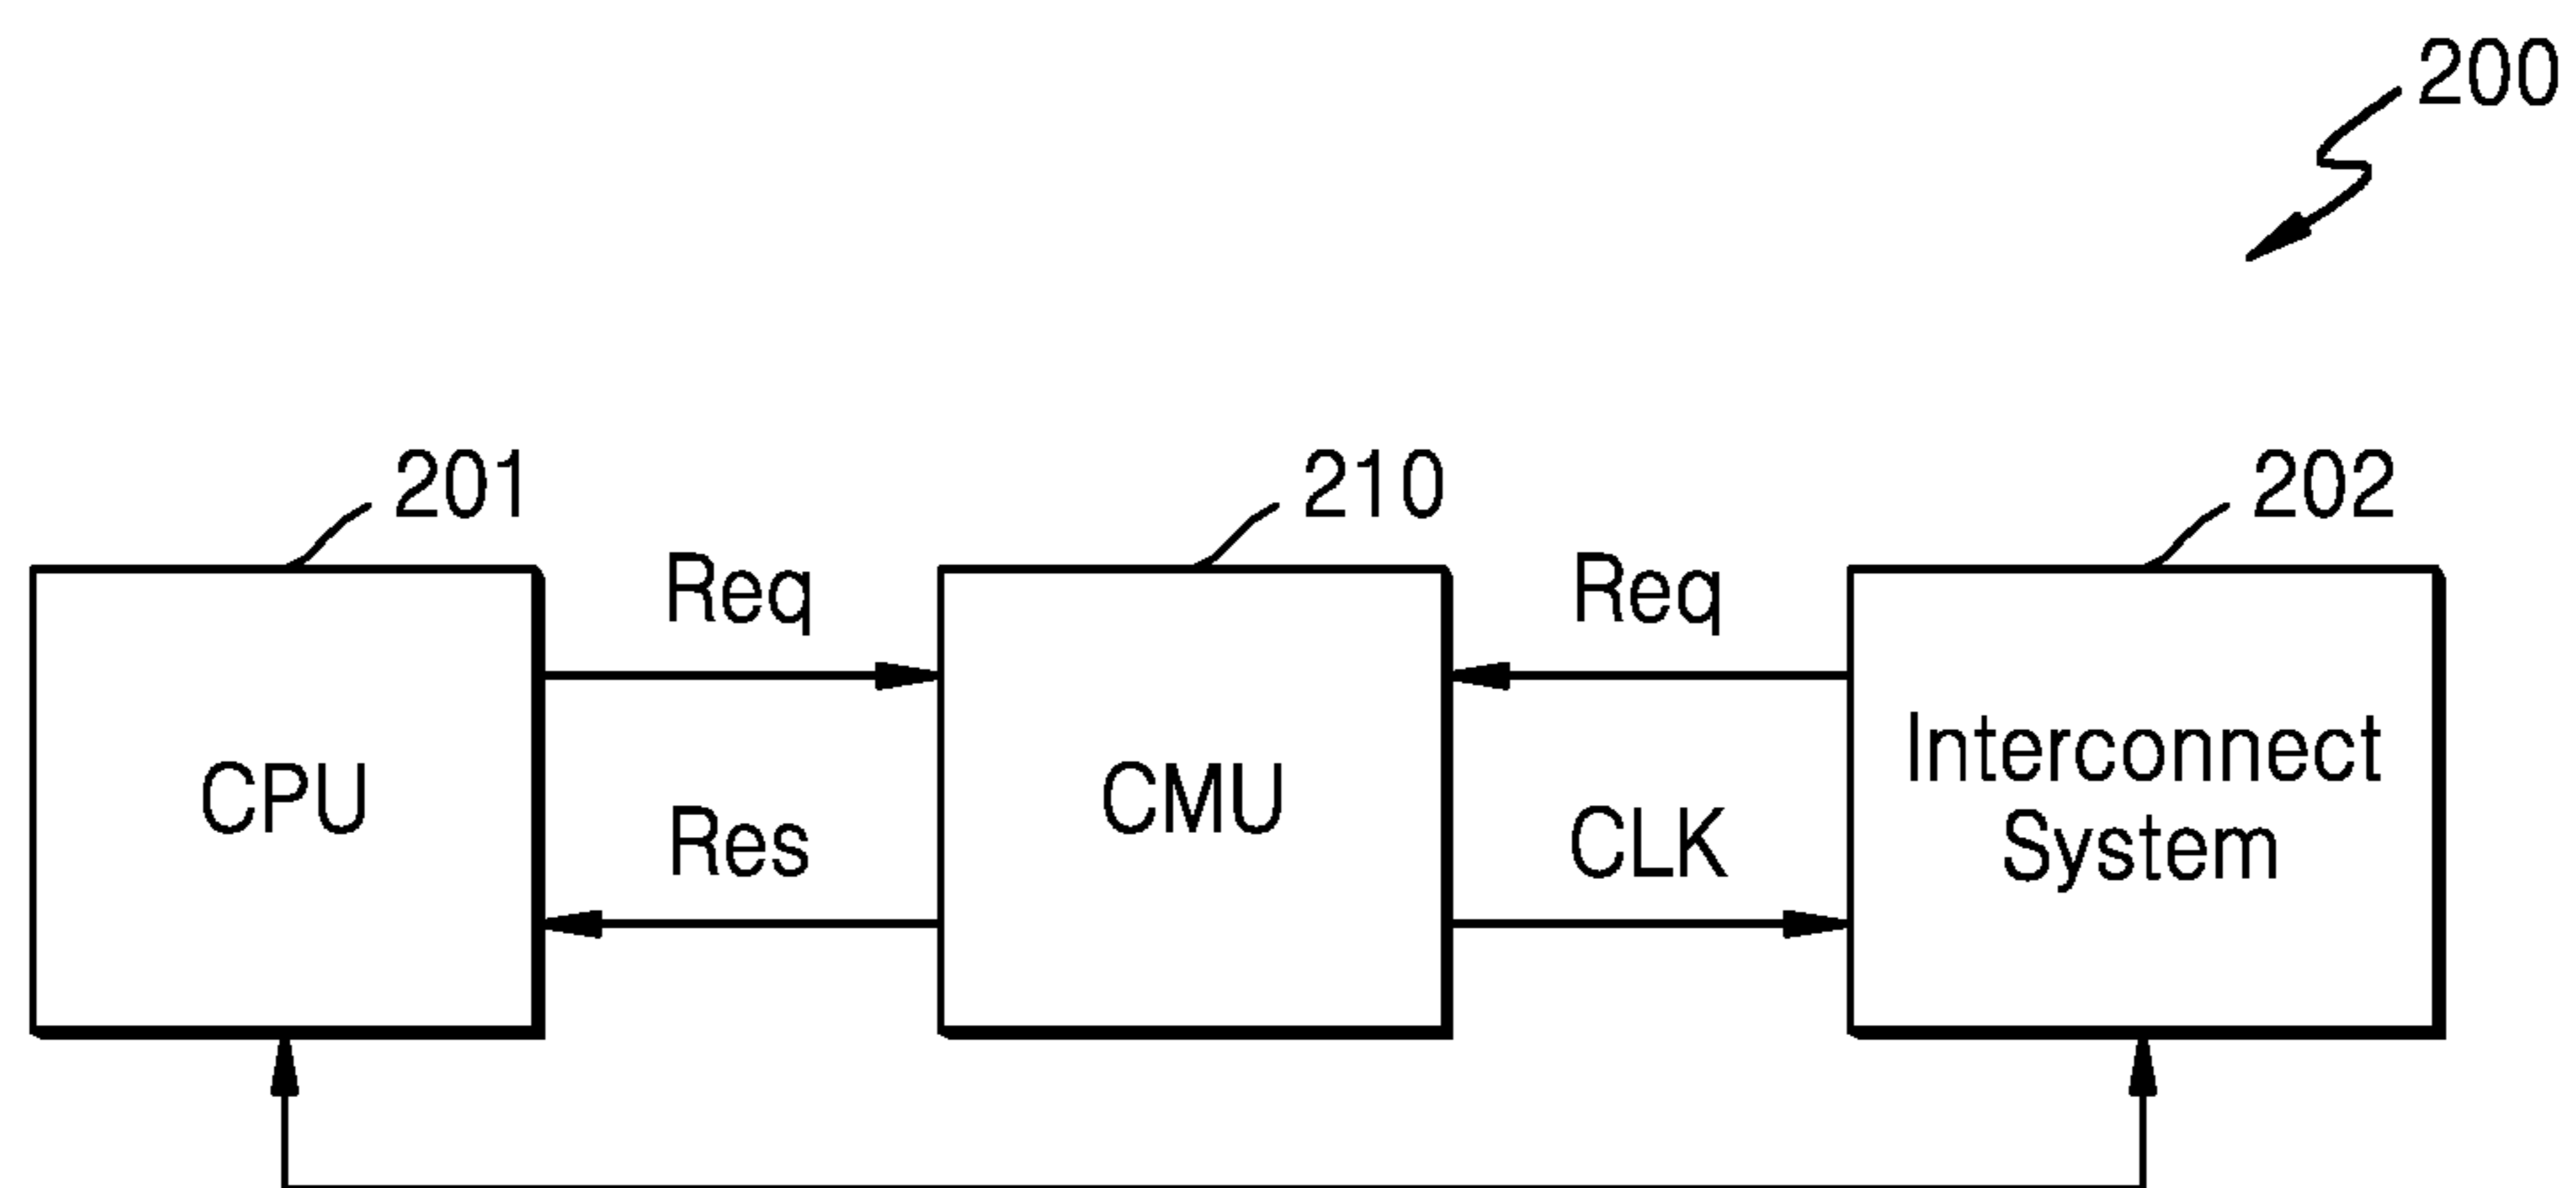 200
201
210
202
Req
Req
CPU
Res
CMU
CLK
Interconnect
System